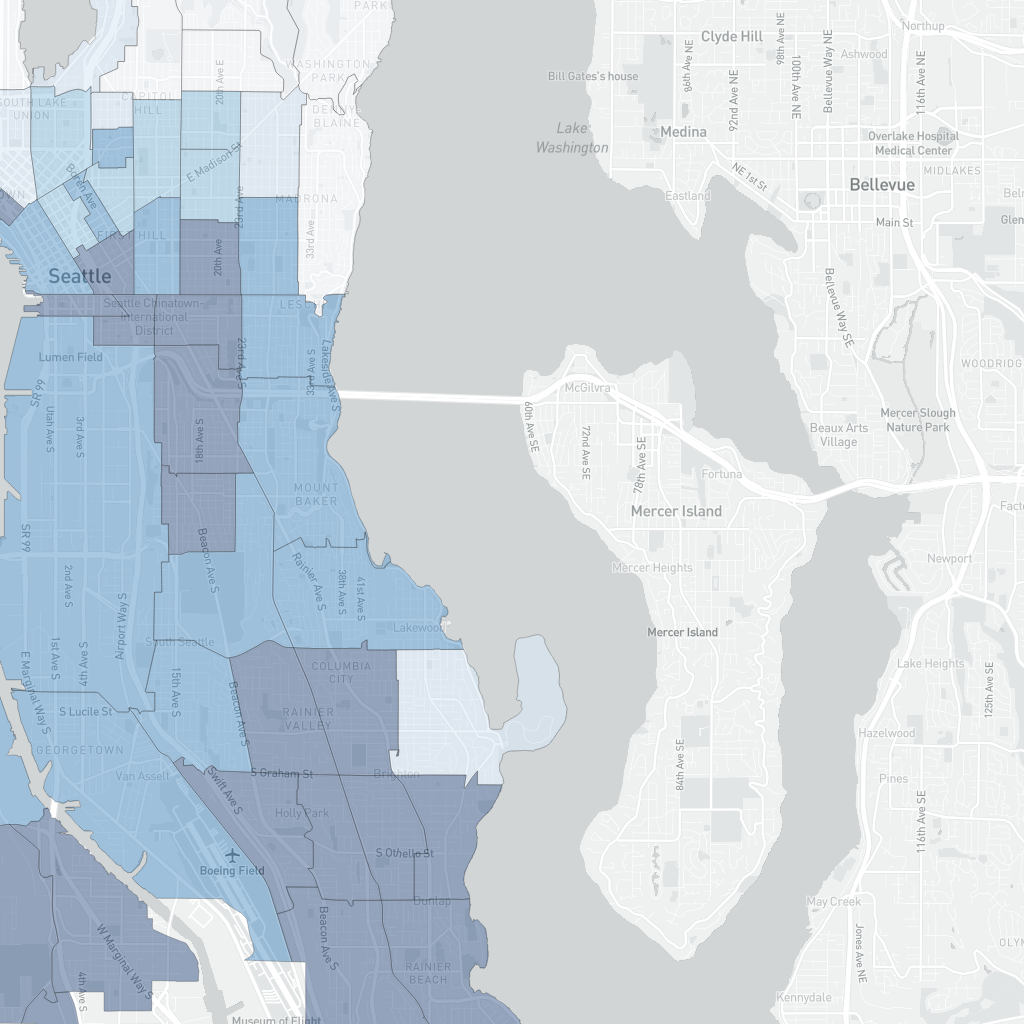 PARK
Northup
Clyde Hill
98th Ave NE
Bellevue Way NE
86th Ave NE
Ashwood
WASHINGTON
PARK
20th Ave E
Bill Gates's house
92nd Ave NE
100th Ave NE
116th Ave NE
SOUTH LAKE
UNION
CAPITOL
HILL
DENNY
BLAINE
Lake
Washington
Medina
Overlake Hospital
Medical Center
E Madison St
MIDLAKES
NE 1st St
Bellevue
Boren Ave
Eastland
MADRONA
23rd Ave
33rd Ave
Main St
FIRST HILL
20th Ave
Seattle
Bellevue Way SE
Seattle Chinatown-
International
District
Lumen Field
23rd Ave S
33rd Ave S
Lakeside Ave S
SR 99
McGilvra
60th Ave SE
72nd Ave SE
78th Ave SE
Utah Ave S
3rd Ave S
18th Ave S
Beaux Arts
Village
Mercer Slough
Nature Park
Fortuna
MOUNT
BAKER
Mercer Island
SR 99
Beacon Ave S
Rainier Ave S
38th Ave S
41st Ave S
Mercer Heights
Newport
2nd Ave S
Airport Way S
Lakewood
Mercer Island
South Seattle
1st Ave S
4th Ave S
E Marginal Way S
15th Ave S
Beacon Ave S
COLUMBIA
CITY
Lake Heights
125th Ave SE
S Lucile St
RAINIER
VALLEY
GEORGETOWN
Hazelwood
84th Ave SE
Van Asselt
S Graham St
Brighton
Pines
Swift Ave S
Holly Park
116th Ave SE
S Othello St
Boeing Field
Dunlap
May Creek
W Marginal Way S
Beacon Ave S
Jones Ave NE
RAINIER
BEACH
4th Ave S
Kennydale
Museum of Flight